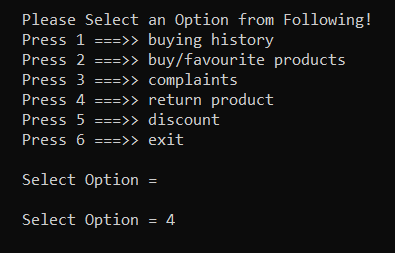 Please Select an Option from Following!
Press 1 ===>> buying history
Press 2 ===>> buy/favourite products
Press 3 ===>> complaints
Press 4 ===>> return product
Press 5 ===>> discount
Press 6 ===>> exit
Select Option =
Select Option = 4